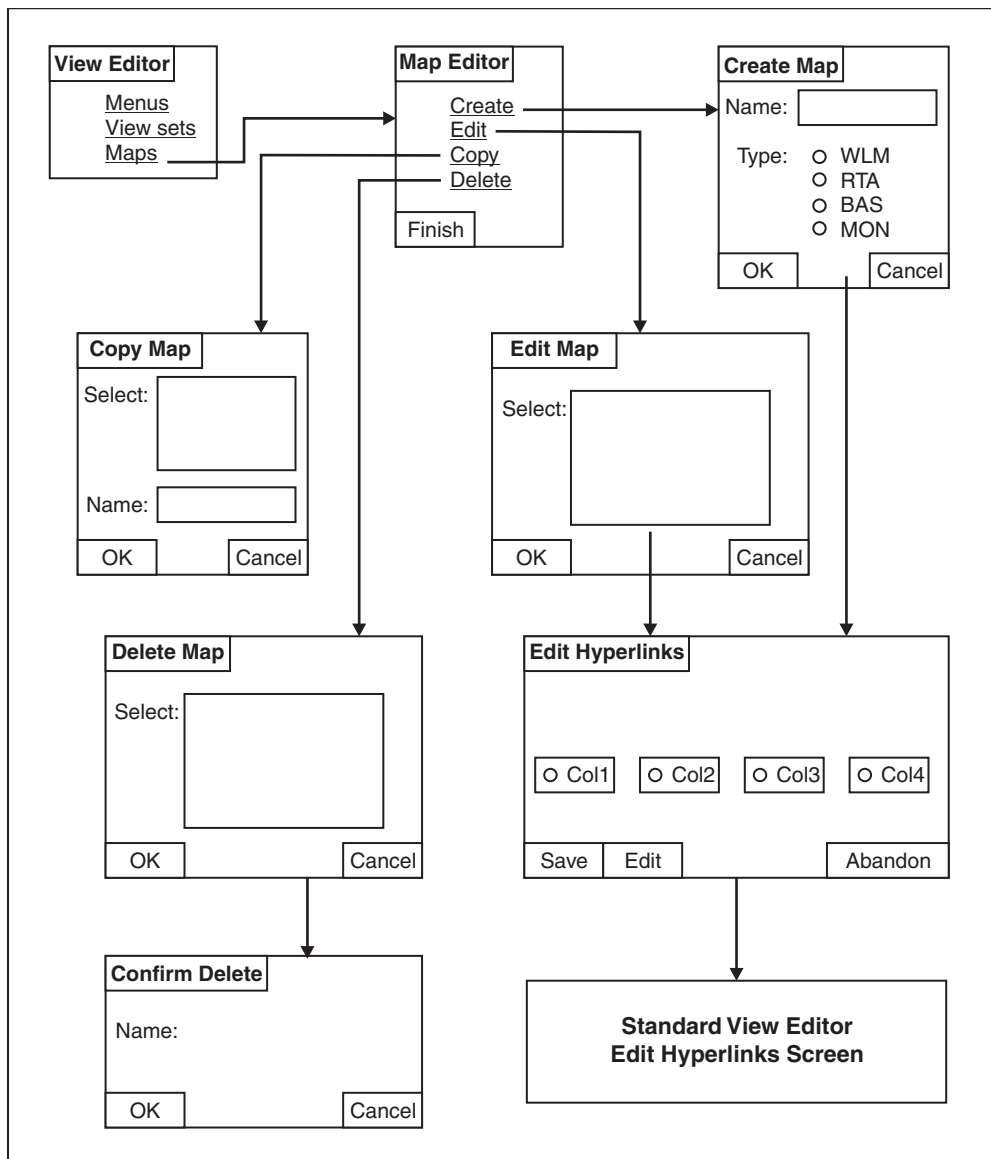 View Editor
Menus
View sets
Maps
Map Editor
Create
Edit
Copy
Delete
Finish
Create Map
Name:
Type:
WLM
RTA
BAS
MON
OK
Cancel
Copy Map
Select:
Name:
OK
Cancel
Edit Map
Select:
OK
Cancel
Delete Map
Select:
OK
Cancel
Edit Hyperlinks
Col1
Col2
Col3
Col4
Save
Edit
Abandon
Confirm Delete
Name:
OK
Cancel
Standard View Editor
Edit Hyperlinks Screen